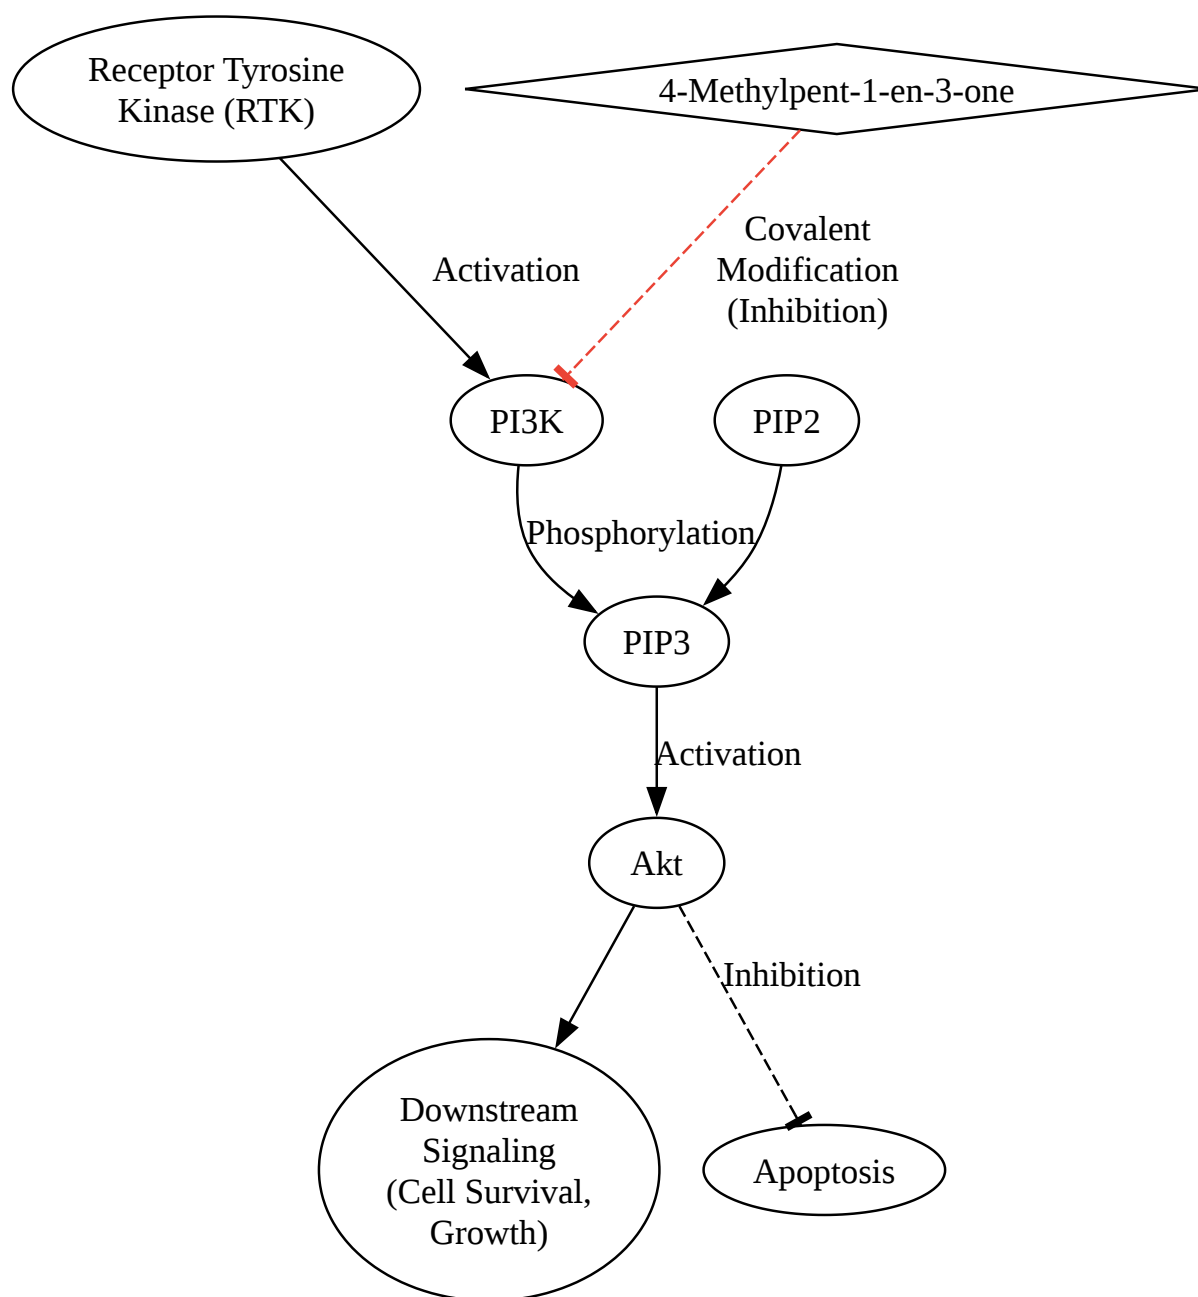 Receptor Tyrosine
Kinase (RTK)
4-Methylpent-1-en-3-one
Covalent
Modification
(Inhibition)
Activation
PI3K
PIP2
Phosphorylation
PIP3
Activation
Akt
Inhibition
Downstream
Signaling
(Cell Survival,
Growth)
Apoptosis